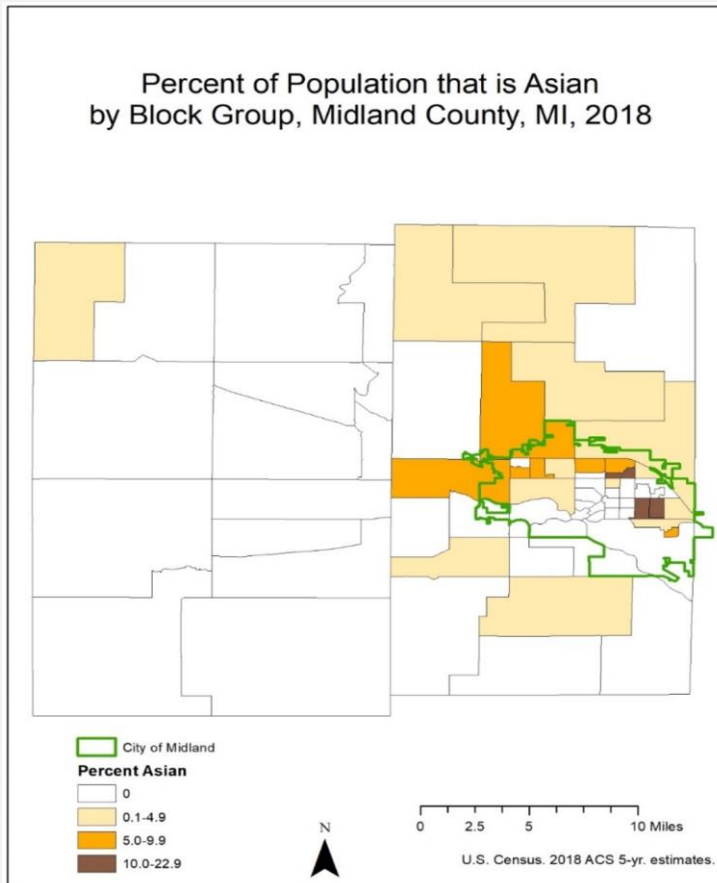 Percent of Population that is Asian
by Block Group, Midland County, MI, 2018
City of Midland
Percent Asian
0
0.1-4.9
5.0-9.9
10.0-22.9
N
0 2.5 5 10 Miles
U.S. Census. 2018 ACS 5-yr. estimates.